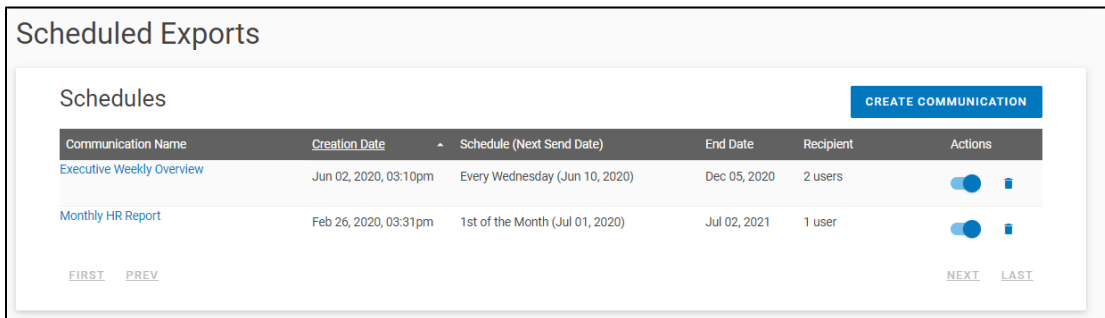 Scheduled Exports
Schedules
CREATE COMMUNICATION
Communication Name Creation Date Schedule (Next Send Date) End Date Recipient Actions
Executive Weekly Overview Jun 02, 2020, 03:10pm Every Wednesday (Jun 10, 2020) Dec 05, 2020 2 users
Monthly HR Report Feb 26, 2020, 03:31pm 1st of the Month (Jul 01, 2020) Jul 02, 2021 1 user
FIRST PREV NEXT LAST